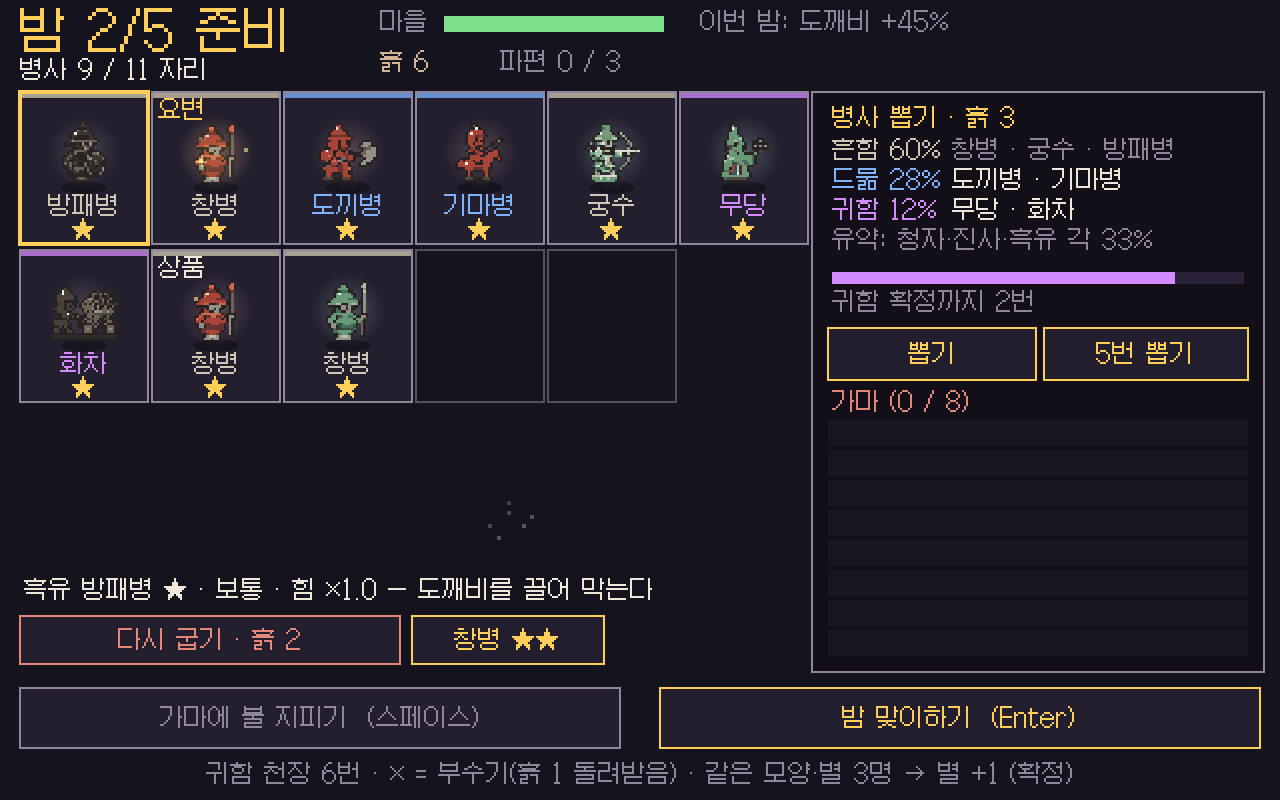 밤 2/5 준비
병사 9 / 11 자리
마을
이번 밤: 도깨비 +45%
흙 6
파편 0 / 3
방패병 ★
요변 창병 ★
도끼병 ★
기마병 ★
궁수 ★
무당 ★
화차 ★
상품 창병 ★
창병 ★
병사 뽑기 · 흙 3
흔함 60% 창병 · 궁수 · 방패병
드묾 28% 도끼병 · 기마병
귀함 12% 무당 · 화차
유약: 청자·진사·흑유 각 33%
귀함 확정까지 2번
뽑기
5번 뽑기
가마 (0 / 8)
흑유 방패병 ★ · 보통 · 힘 ×1.0 — 도깨비를 끌어 막는다
다시 굽기 · 흙 2
창병 ★★
가마에 불 지피기 (스페이스)
밤 맞이하기 (Enter)
귀함 천장 6번 · × = 부수기(흙 1 돌려받음) · 같은 모양·별 3명 → 별 +1 (확정)